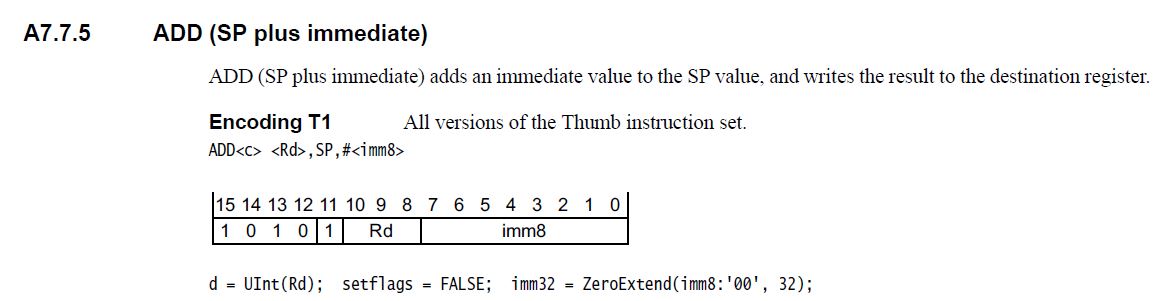 A7.7.5 ADD (SP plus immediate)
ADD (SP plus immediate) adds an immediate value to the SP value, and writes the result to the destination register.
Encoding T1 All versions of the Thumb instruction set.
ADD<c> <Rd>,SP,#<imm8>
15 14 13 12 11 10 9 8 7 6 5 4 3 2 1 0
1 0 1 0 1 Rd imm8
d = UInt(Rd); setflags = FALSE; imm32 = ZeroExtend(imm8:'00', 32);